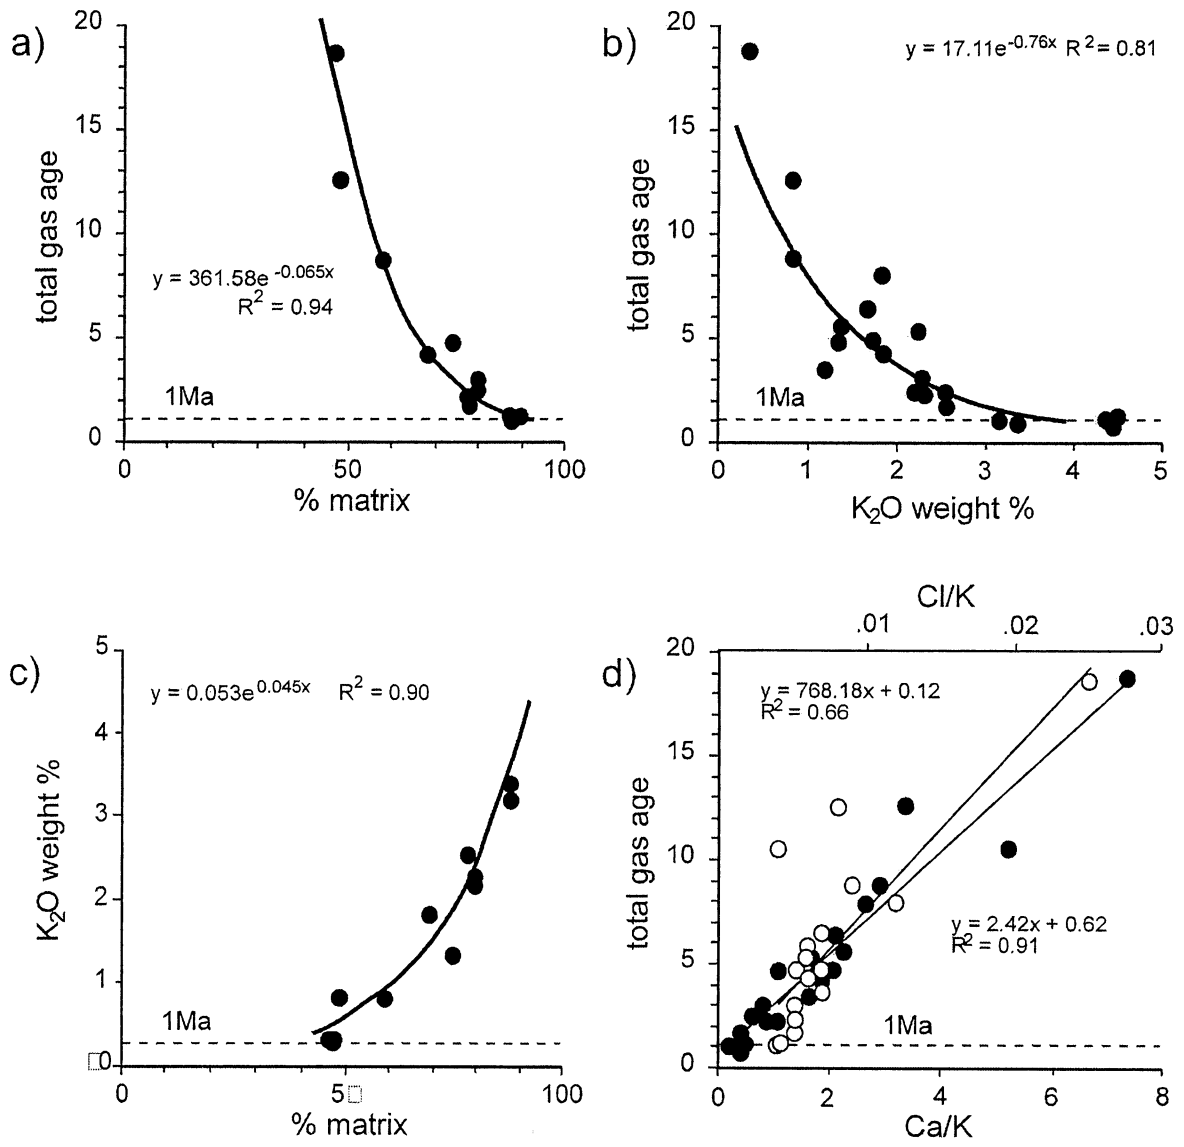 a)
20
15
10
5
0
total gas age
y = 361.58e -0.065x
R2 = 0.94
1Ma
0 50 100
% matrix
b)
20
15
10
5
0
total gas age
y = 17.11e-0.76x R2 = 0.81
1Ma
0 1 2 3 4 5
K2O weight %
c)
5
4
3
2
1
0
K2O weight %
y = 0.053e0.045x R2 = 0.90
1Ma
0 5 100
% matrix
d)
Cl/K
.01 .02 .03
20
15
10
5
0
total gas age
y = 768.18x + 0.12
R2 = 0.66
y = 2.42x + 0.62
R2 = 0.91
1Ma
0 2 4 6 8
Ca/K